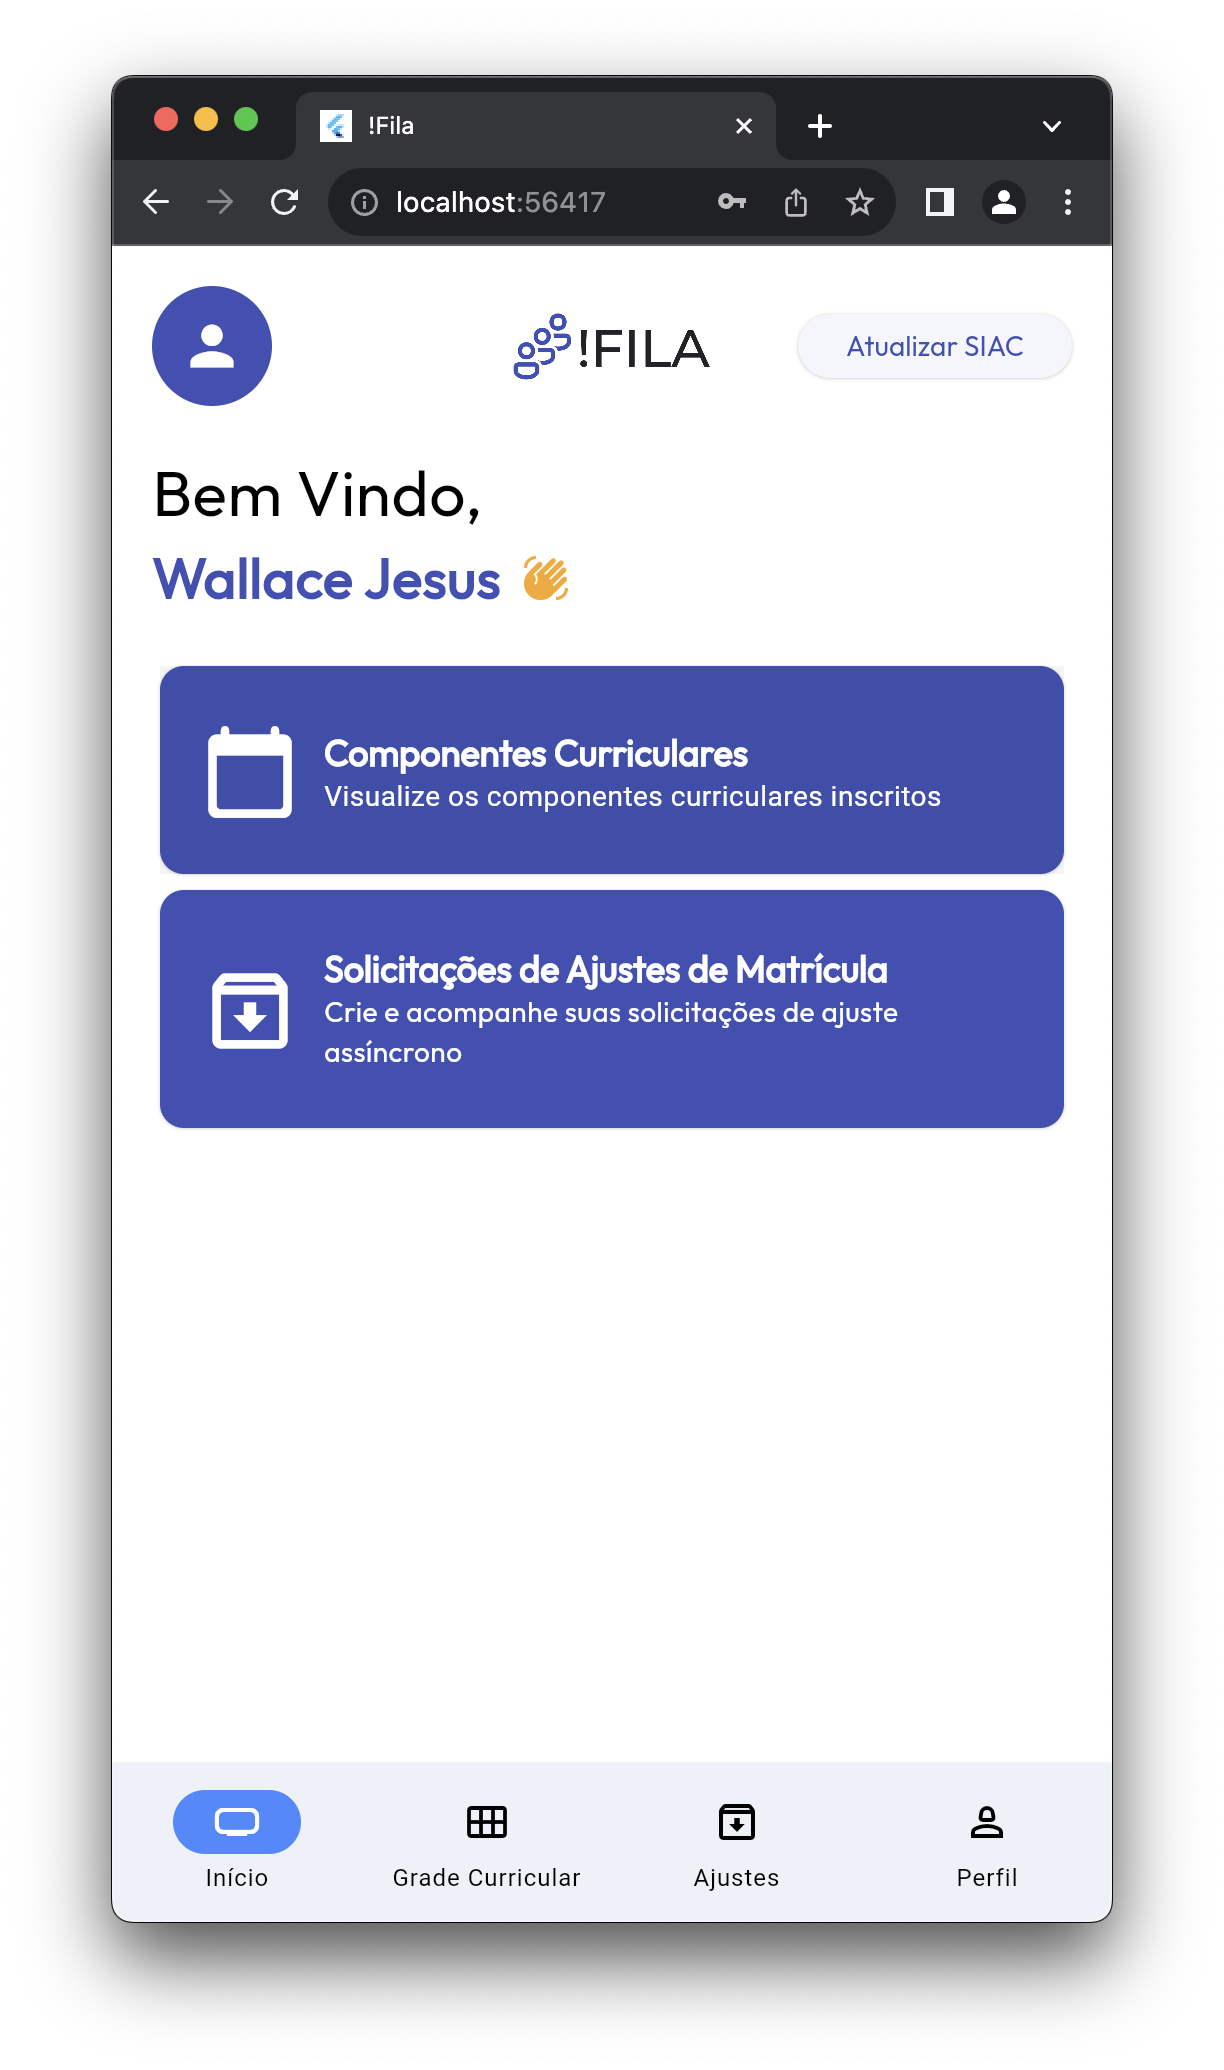 !Fila
localhost:56417
!FILA
Atualizar SIAC
Bem Vindo,
Wallace Jesus 👋
Componentes Curriculares
Visualize os componentes curriculares inscritos
Solicitações de Ajustes de Matrícula
Crie e acompanhe suas solicitações de ajuste
assíncrono
Início
Grade Curricular
Ajustes
Perfil